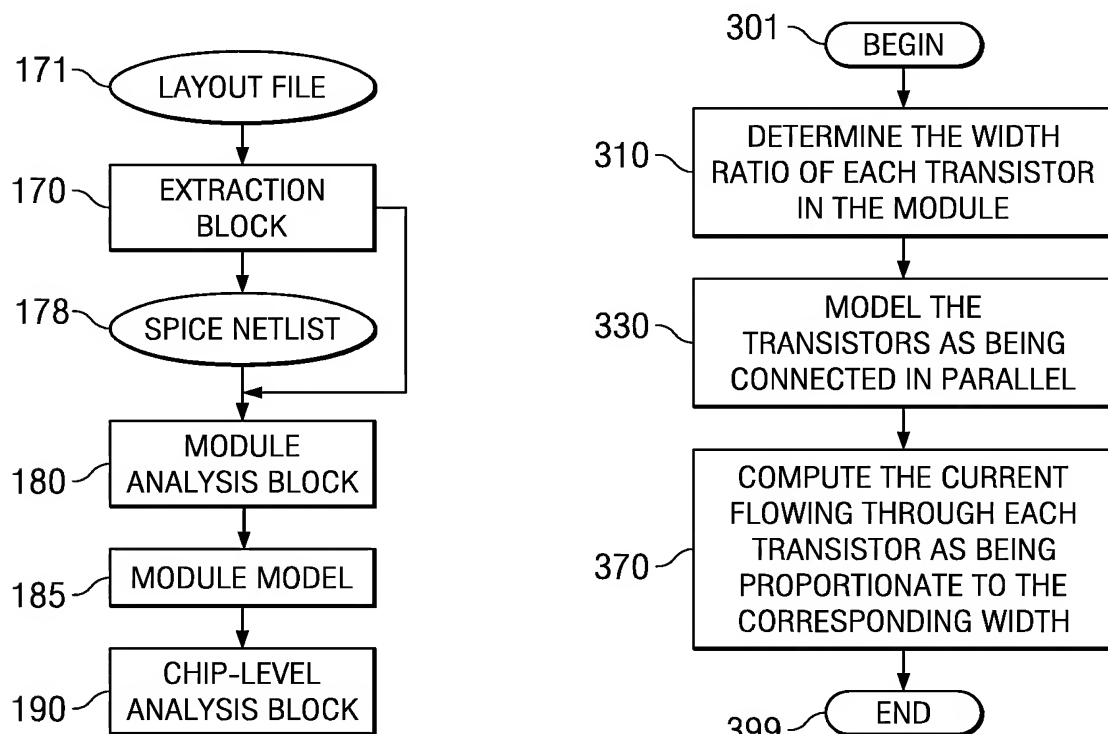 171
LAYOUT FILE
170
EXTRACTION
BLOCK
178
SPICE NETLIST
180
MODULE
ANALYSIS BLOCK
185
MODULE MODEL
190
CHIP-LEVEL
ANALYSIS BLOCK
301
BEGIN
310
DETERMINE THE WIDTH
RATIO OF EACH TRANSISTOR
IN THE MODULE
330
MODEL THE
TRANSISTORS AS BEING
CONNECTED IN PARALLEL
370
COMPUTE THE CURRENT
FLOWING THROUGH EACH
TRANSISTOR AS BEING
PROPORTIONATE TO THE
CORRESPONDING WIDTH
399
END